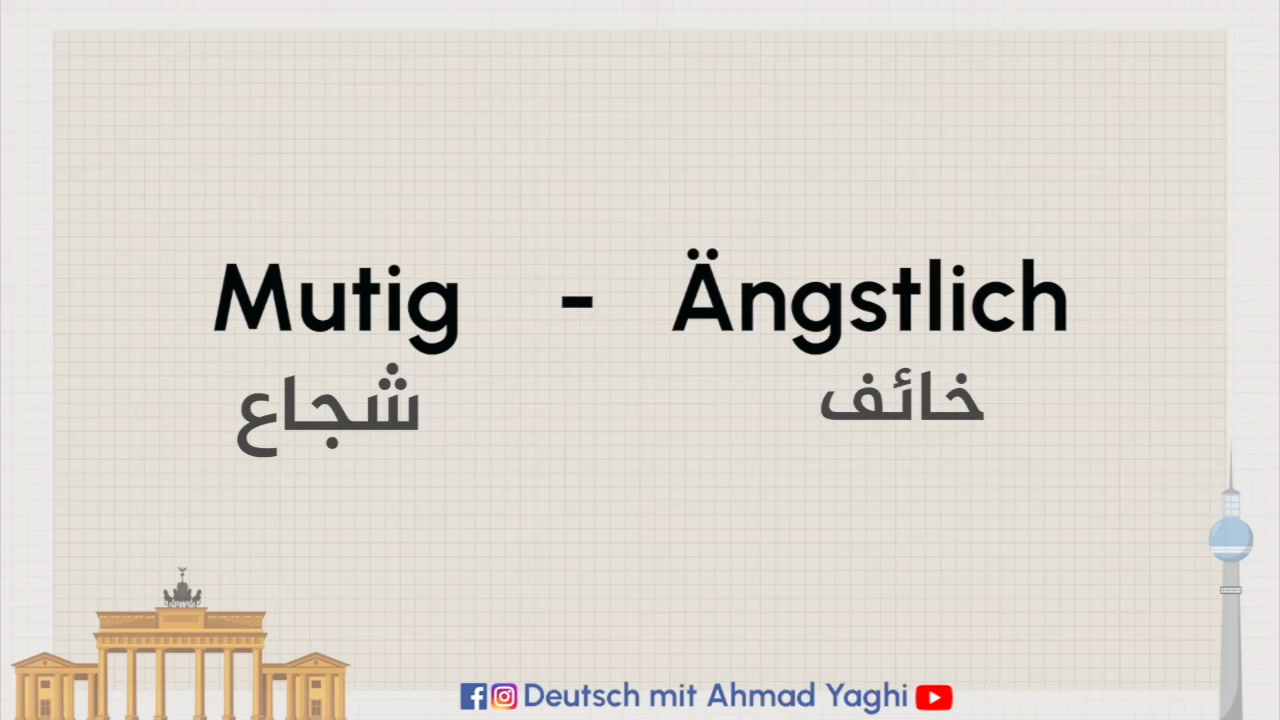 Mutig - Ängstlich
شجاع خائف
Deutsch mit Ahmad Yaghi